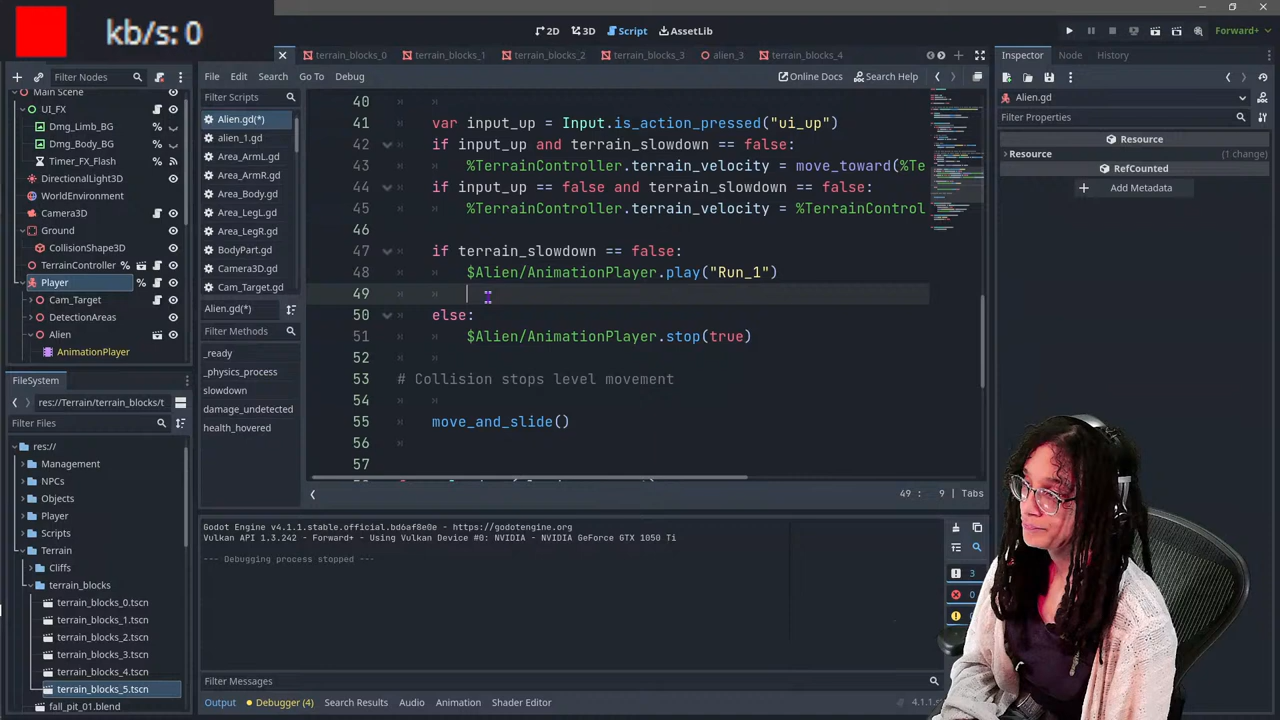 kb/s: 0
2D 3D Script AssetLib
Forward+
terrain_blocks_0 terrain_blocks_1 terrain_blocks_2 terrain_blocks_3 alien_3 terrain_blocks_4
Inspector Node History
Filter Nodes
File Edit Search Go To Debug
Online Docs Search Help
Main Scene
UI_FX
Dmg_Limb_BG
Dmg_Body_BG
Timer_FX_Flash
DirectionalLight3D
WorldEnvironment
Camera3D
Ground
CollisionShape3D
TerrainController
Player
Cam_Target
DetectionAreas
Alien
AnimationPlayer
FileSystem
res://Terrain/terrain_blocks/t
Filter Files
res://
Management
NPCs
Objects
Player
Scripts
Terrain
Cliffs
terrain_blocks
terrain_blocks_0.tscn
terrain_blocks_1.tscn
terrain_blocks_2.tscn
terrain_blocks_3.tscn
terrain_blocks_4.tscn
terrain_blocks_5.tscn
fall_pit_01.blend
Filter Scripts
Alien.gd(*)
alien_1.gd
Area_ArmL.gd
Area_ArmR.gd
Area_Body.gd
Area_LegL.gd
Area_LegR.gd
BodyPart.gd
Camera3D.gd
Cam_Target.gd
Alien.gd(*)
Filter Methods
_ready
_physics_process
slowdown
damage_undetected
health_hovered
40
41 var input_up = Input.is_action_pressed("ui_up")
42 if input_up and terrain_slowdown == false:
43 %TerrainController.terrain_velocity = move_toward(%Te
44 if input_up == false and terrain_slowdown == false:
45 %TerrainController.terrain_velocity = %TerrainControl
46
47 if terrain_slowdown == false:
48 $Alien/AnimationPlayer.play("Run_1")
49
50 else:
51 $Alien/AnimationPlayer.stop(true)
52
53 # Collision stops level movement
54
55 move_and_slide()
56
57
49 : 9 | Tabs
Godot Engine v4.1.1.stable.official.bd6af8e0e - https://godotengine.org
Vulkan API 1.3.242 - Forward+ - Using Vulkan Device #0: NVIDIA - NVIDIA GeForce GTX 1050 Ti
--- Debugging process stopped ---
3
0
Filter Messages
Output Debugger (4) Search Results Audio Animation Shader Editor
4.1.1.s
Alien.gd
Filter Properties
Resource
Resource (1 change)
RefCounted
Add Metadata